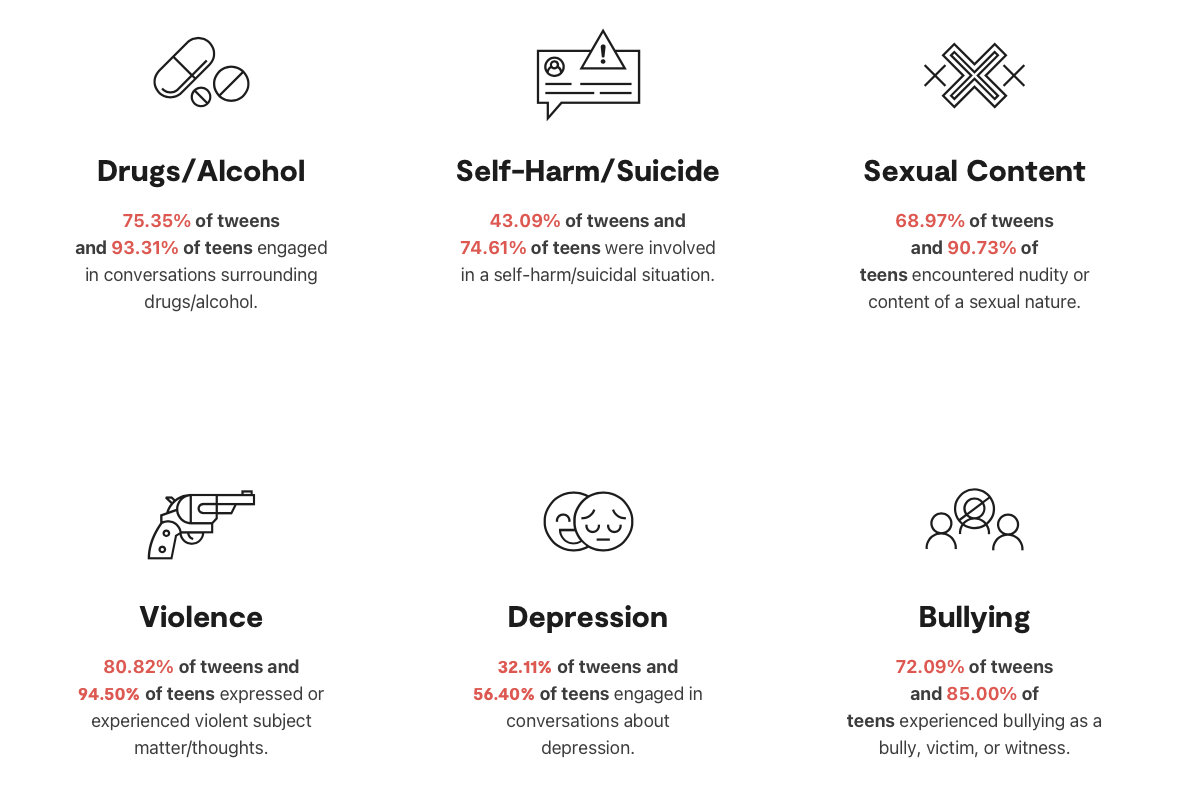 Drugs/Alcohol
75.35% of tweens
and 93.31% of teens engaged
in conversations surrounding
drugs/alcohol.
Self-Harm/Suicide
43.09% of tweens and
74.61% of teens were involved
in a self-harm/suicidal situation.
Sexual Content
68.97% of tweens
and 90.73% of
teens encountered nudity or
content of a sexual nature.
Violence
80.82% of tweens and
94.50% of teens expressed or
experienced violent subject
matter/thoughts.
Depression
32.11% of tweens and
56.40% of teens engaged in
conversations about
depression.
Bullying
72.09% of tweens
and 85.00% of
teens experienced bullying as a
bully, victim, or witness.